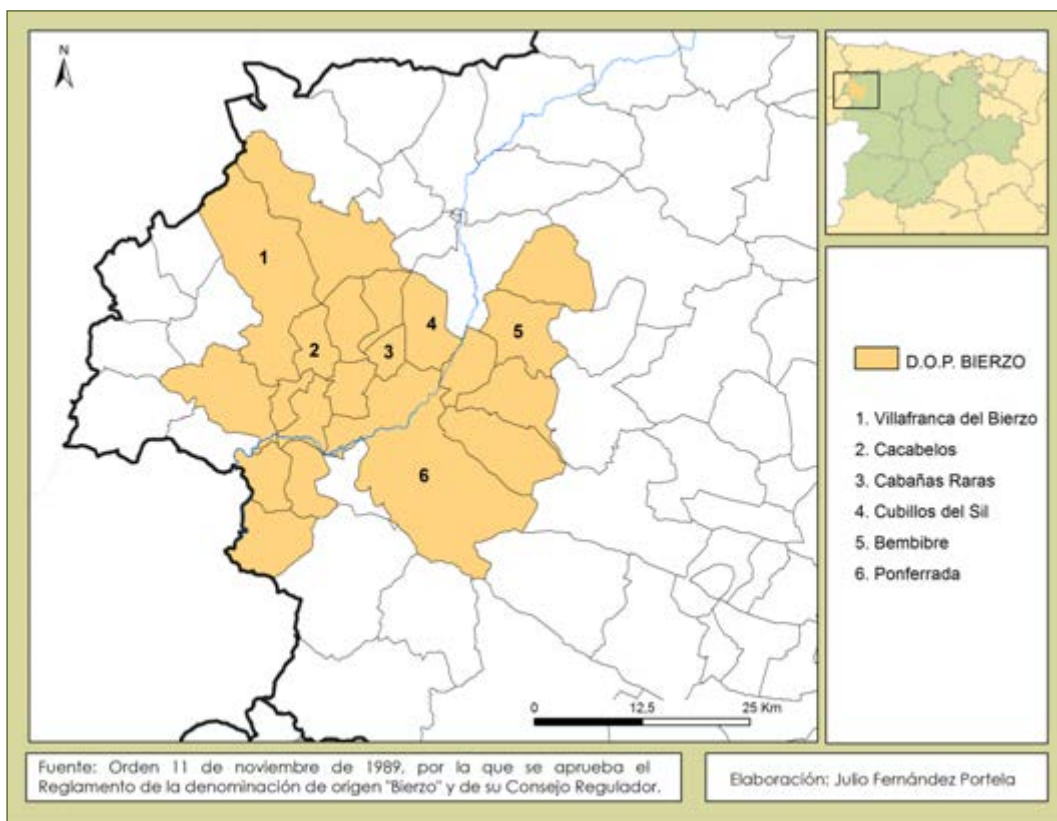 N
1
2
3
4
5
6
0 12,5 25 Km
D.O.P. BIERZO
1. Villafranca del Bierzo
2. Cacabelos
3. Cabañas Raras
4. Cubillos del Sil
5. Bembibre
6. Ponferrada
Fuente: Orden 11 de noviembre de 1989, por la que se aprueba el
Reglamento de la denominación de origen "Bierzo" y de su Consejo Regulador.
Elaboración: Julio Fernández Portela